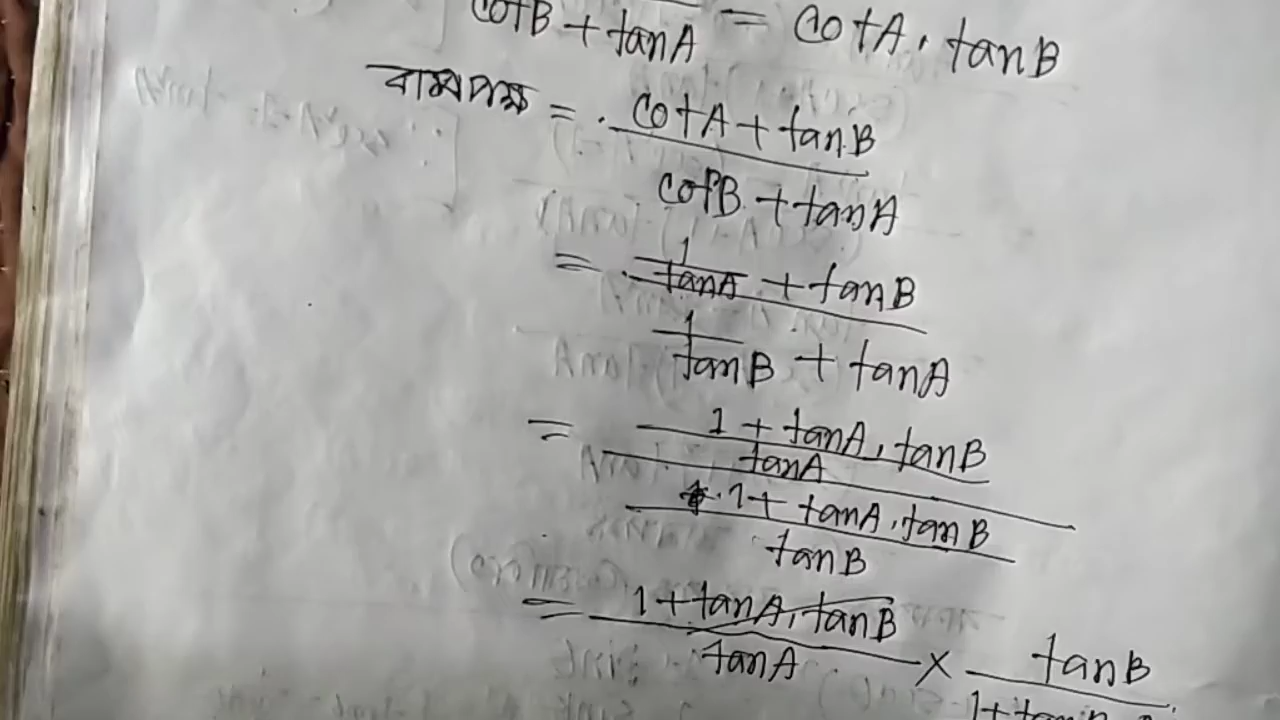 cotB + tanA = cotA . tanB
বামপক্ষ = cotA + tanB
cotB + tanA
= 1/tanA + tanB
1/tanB + tanA
= 1 + tanA . tanB
tanA
1 + tanA . tanB
tanB
= 1 + tanA . tanB
tanA × tanB